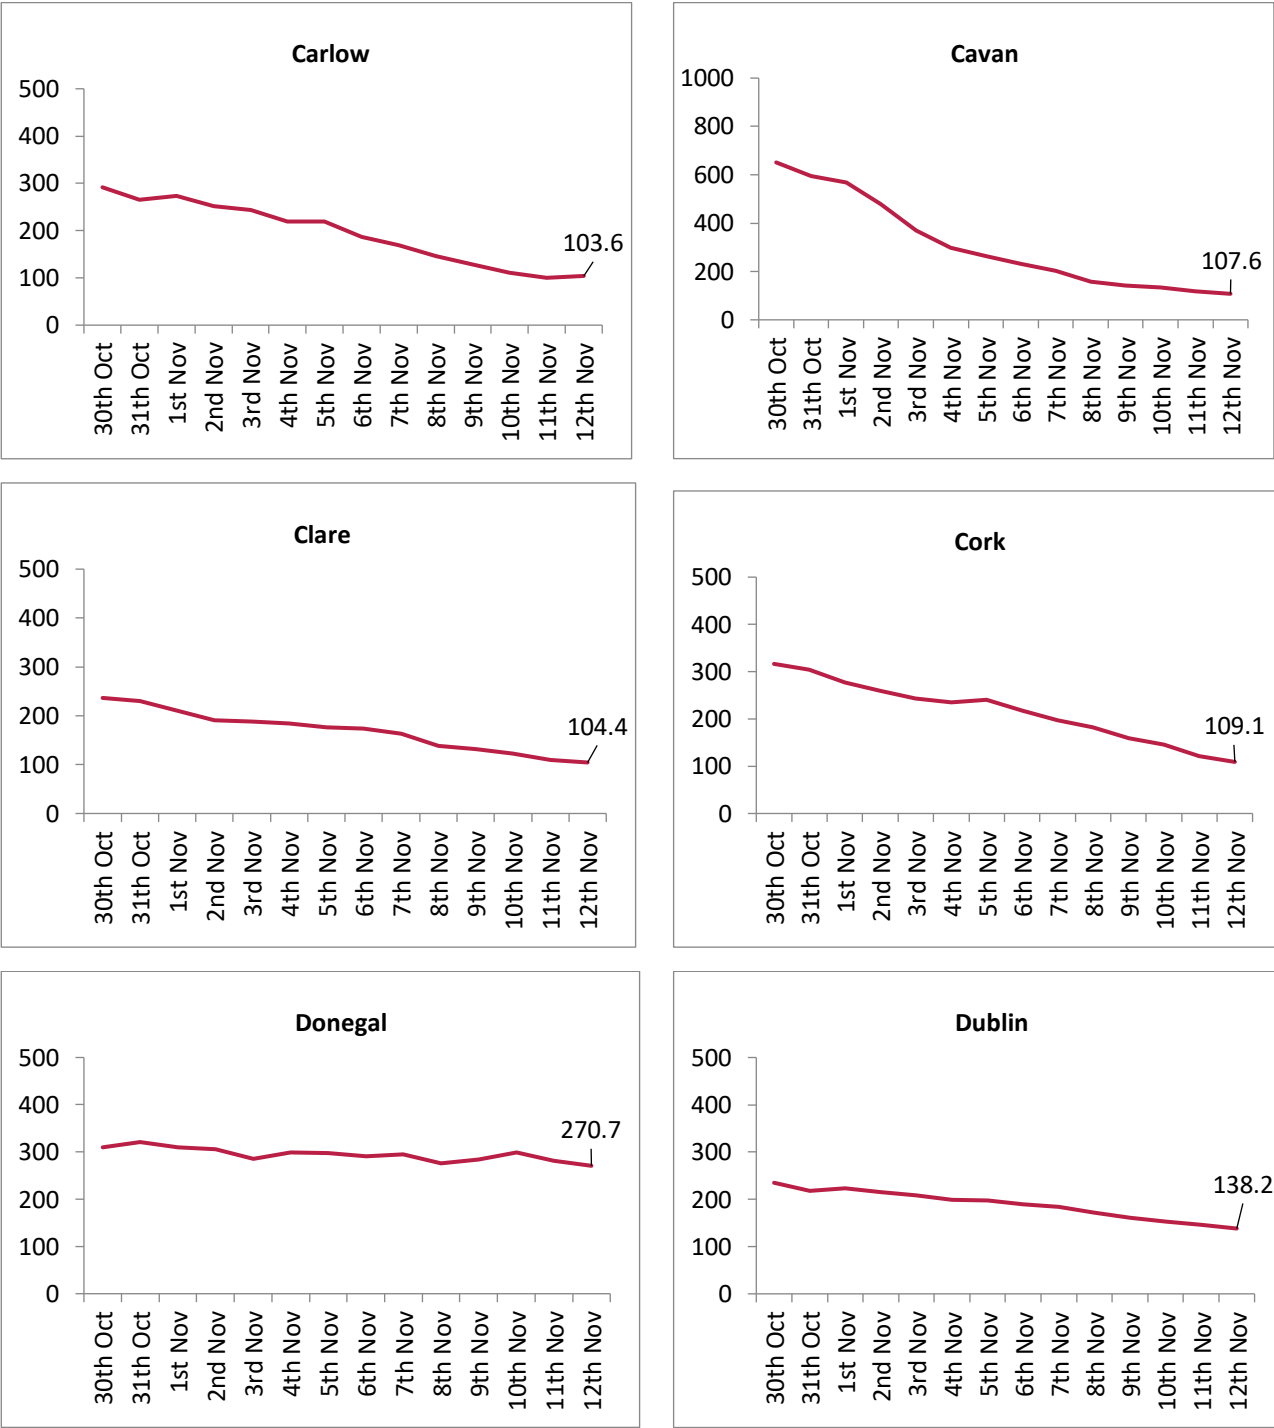 Carlow
500
400
300
200
100
0
103.6
30th Oct
31th Oct
1st Nov
2nd Nov
3rd Nov
4th Nov
5th Nov
6th Nov
7th Nov
8th Nov
9th Nov
10th Nov
11th Nov
12th Nov
Cavan
1000
800
600
400
200
0
107.6
30th Oct
31th Oct
1st Nov
2nd Nov
3rd Nov
4th Nov
5th Nov
6th Nov
7th Nov
8th Nov
9th Nov
10th Nov
11th Nov
12th Nov
Clare
500
400
300
200
100
0
104.4
30th Oct
31th Oct
1st Nov
2nd Nov
3rd Nov
4th Nov
5th Nov
6th Nov
7th Nov
8th Nov
9th Nov
10th Nov
11th Nov
12th Nov
Cork
500
400
300
200
100
0
109.1
30th Oct
31th Oct
1st Nov
2nd Nov
3rd Nov
4th Nov
5th Nov
6th Nov
7th Nov
8th Nov
9th Nov
10th Nov
11th Nov
12th Nov
Donegal
500
400
300
200
100
0
270.7
30th Oct
31th Oct
1st Nov
2nd Nov
3rd Nov
4th Nov
5th Nov
6th Nov
7th Nov
8th Nov
9th Nov
10th Nov
11th Nov
12th Nov
Dublin
500
400
300
200
100
0
138.2
30th Oct
31th Oct
1st Nov
2nd Nov
3rd Nov
4th Nov
5th Nov
6th Nov
7th Nov
8th Nov
9th Nov
10th Nov
11th Nov
12th Nov